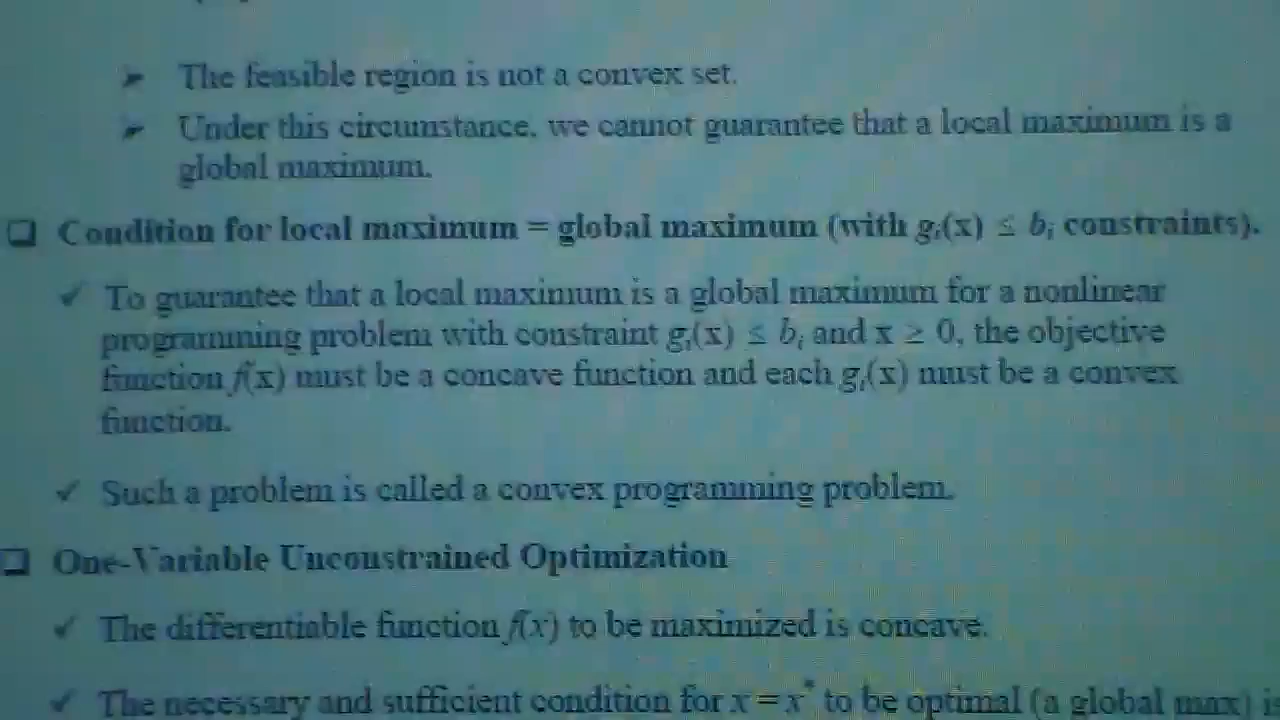 The feasible region is not a convex set.
Under this circumstance, we cannot guarantee that a local maximum is a
global maximum.
Condition for local maximum = global maximum (with gᵢ(x) ≤ bᵢ constraints).
✓ To guarantee that a local maximum is a global maximum for a nonlinear
programming problem with constraint gᵢ(x) ≤ bᵢ and x ≥ 0, the objective
function f(x) must be a concave function and each gᵢ(x) must be a convex
function.
✓ Such a problem is called a convex programming problem.
One-Variable Unconstrained Optimization
✓ The differentiable function f(x) to be maximized is concave.
✓ The necessary and sufficient condition for x = x* to be optimal (a global max) is